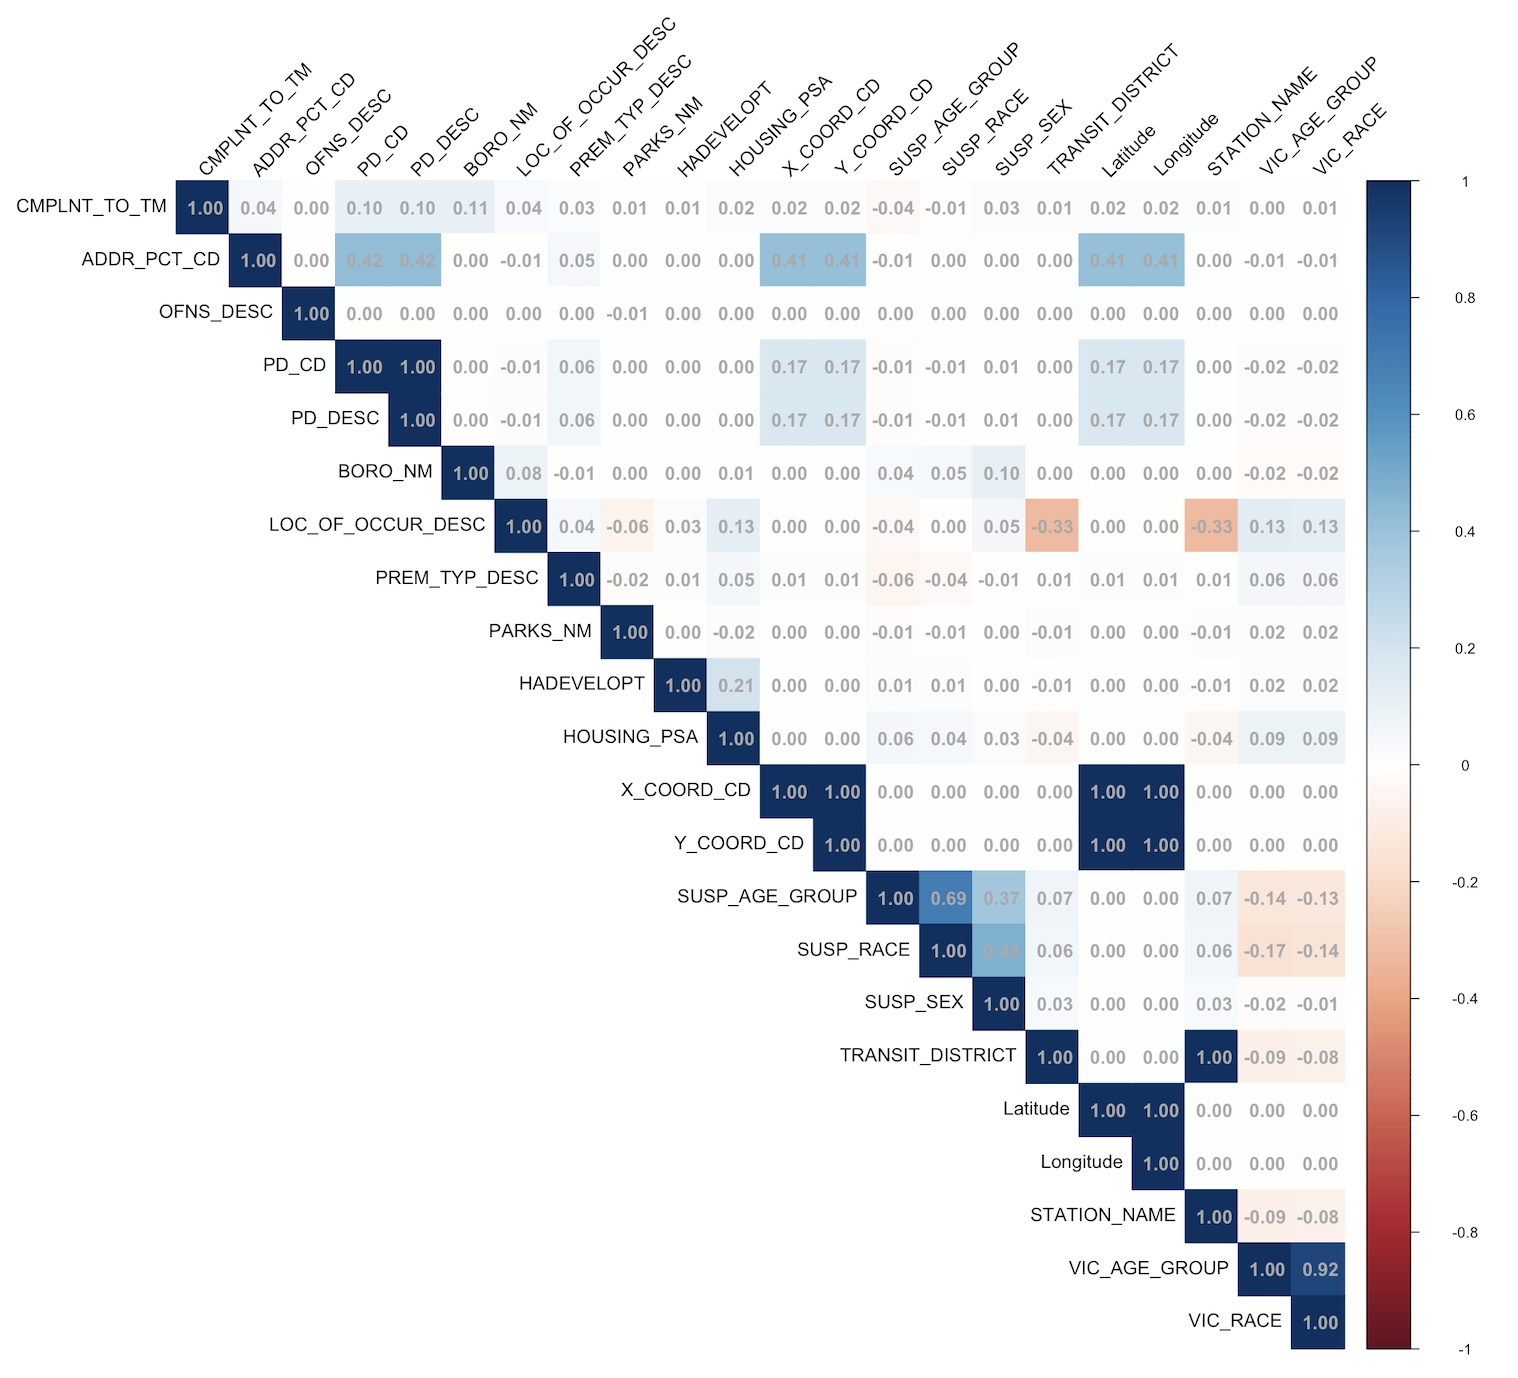 CMPLNT_TO_TM
ADDR_PCT_CD
OFNS_DESC
PD_CD
PD_DESC
BORO_NM
LOC_OF_OCCUR_DESC
PREM_TYP_DESC
PARKS_NM
HADEVELOPT
HOUSING_PSA
X_COORD_CD
Y_COORD_CD
SUSP_AGE_GROUP
SUSP_RACE
SUSP_SEX
TRANSIT_DISTRICT
Latitude
Longitude
STATION_NAME
VIC_AGE_GROUP
VIC_RACE
CMPLNT_TO_TM 1.00 0.04 0.00 0.10 0.10 0.11 0.04 0.03 0.01 0.01 0.02 0.02 0.02 -0.04 -0.01 0.03 0.01 0.02 0.02 0.01 0.00 0.01
ADDR_PCT_CD 1.00 0.00 0.42 0.42 0.00 -0.01 0.05 0.00 0.00 0.00 0.41 0.41 -0.01 0.00 0.00 0.00 0.41 0.41 0.00 -0.01 -0.01
OFNS_DESC 1.00 0.00 0.00 0.00 0.00 0.00 -0.01 0.00 0.00 0.00 0.00 0.00 0.00 0.00 0.00 0.00 0.00 0.00 0.00 0.00
PD_CD 1.00 1.00 0.00 -0.01 0.06 0.00 0.00 0.00 0.17 0.17 -0.01 -0.01 0.01 0.00 0.17 0.17 0.00 -0.02 -0.02
PD_DESC 1.00 0.00 -0.01 0.06 0.00 0.00 0.00 0.17 0.17 -0.01 -0.01 0.01 0.00 0.17 0.17 0.00 -0.02 -0.02
BORO_NM 1.00 0.08 -0.01 0.00 0.00 0.01 0.00 0.00 0.04 0.05 0.10 0.00 0.00 0.00 0.00 -0.02 -0.02
LOC_OF_OCCUR_DESC 1.00 0.04 -0.06 0.03 0.13 0.00 0.00 -0.04 0.00 0.05 -0.33 0.00 0.00 -0.33 0.13 0.13
PREM_TYP_DESC 1.00 -0.02 0.01 0.05 0.01 0.01 -0.06 -0.04 -0.01 0.01 0.01 0.01 0.01 0.06 0.06
PARKS_NM 1.00 0.00 -0.02 0.00 0.00 -0.01 -0.01 0.00 -0.01 0.00 0.00 -0.01 0.02 0.02
HADEVELOPT 1.00 0.21 0.00 0.00 0.01 0.01 0.00 -0.01 0.00 0.00 -0.01 0.02 0.02
HOUSING_PSA 1.00 0.00 0.00 0.06 0.04 0.03 -0.04 0.00 0.00 -0.04 0.09 0.09
X_COORD_CD 1.00 1.00 0.00 0.00 0.00 0.00 1.00 1.00 0.00 0.00 0.00
Y_COORD_CD 1.00 0.00 0.00 0.00 0.00 1.00 1.00 0.00 0.00 0.00
SUSP_AGE_GROUP 1.00 0.69 0.37 0.07 0.00 0.00 0.07 -0.14 -0.13
SUSP_RACE 1.00 0.48 0.06 0.00 0.00 0.06 -0.17 -0.14
SUSP_SEX 1.00 0.03 0.00 0.00 0.03 -0.02 -0.01
TRANSIT_DISTRICT 1.00 0.00 0.00 1.00 -0.09 -0.08
Latitude 1.00 1.00 0.00 0.00 0.00
Longitude 1.00 0.00 0.00 0.00
STATION_NAME 1.00 -0.09 -0.08
VIC_AGE_GROUP 1.00 0.92
VIC_RACE 1.00
1
0.8
0.6
0.4
0.2
0
-0.2
-0.4
-0.6
-0.8
-1